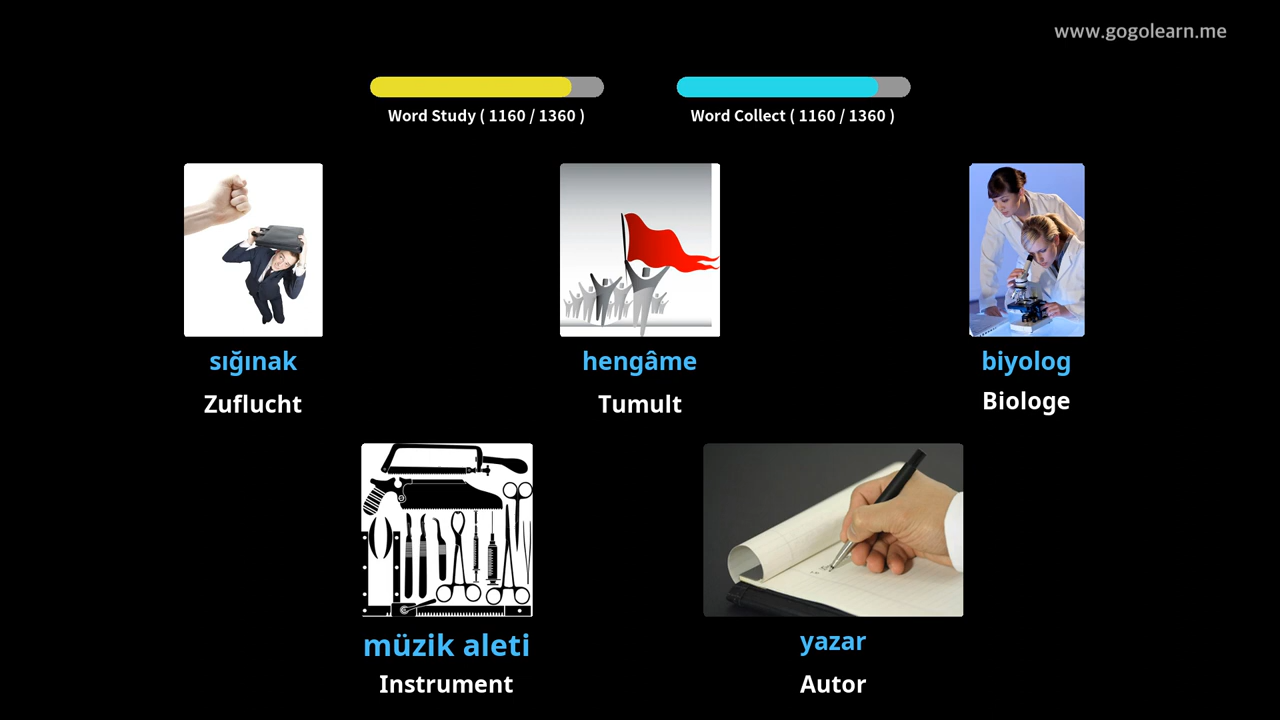 www.gogolearn.me
Word Study ( 1160 / 1360 )
Word Collect ( 1160 / 1360 )
sığınak
Zuflucht
hengâme
Tumult
biyolog
Biologe
müzik aleti
Instrument
yazar
Autor